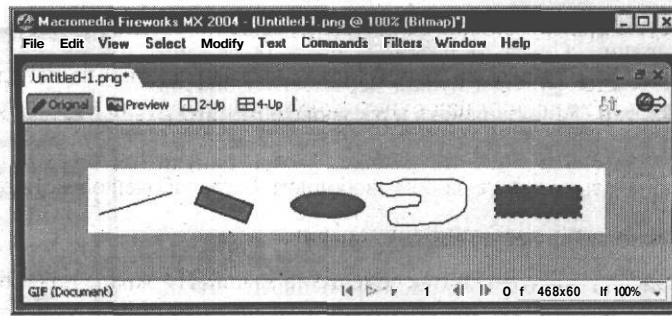 Macromedia Fireworks MX 2004 - [Untitled-1.png @ 100% (Bitmap)*]
File Edit View Select Modify Text Commands Filters Window Help
Untitled-1.png*
Original Preview 2-Up 4-Up
GIF (Document) 1 0 f 468x60 If 100%